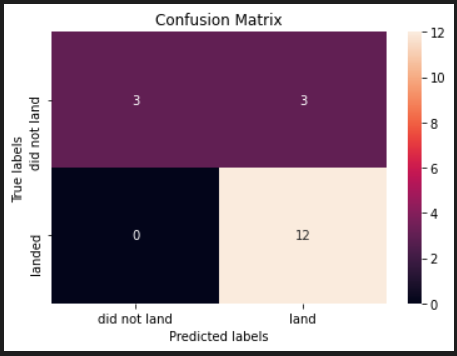 Confusion Matrix
True labels
did not land
landed
3 3
0 12
did not land land
Predicted labels
12
10
8
6
4
2
0